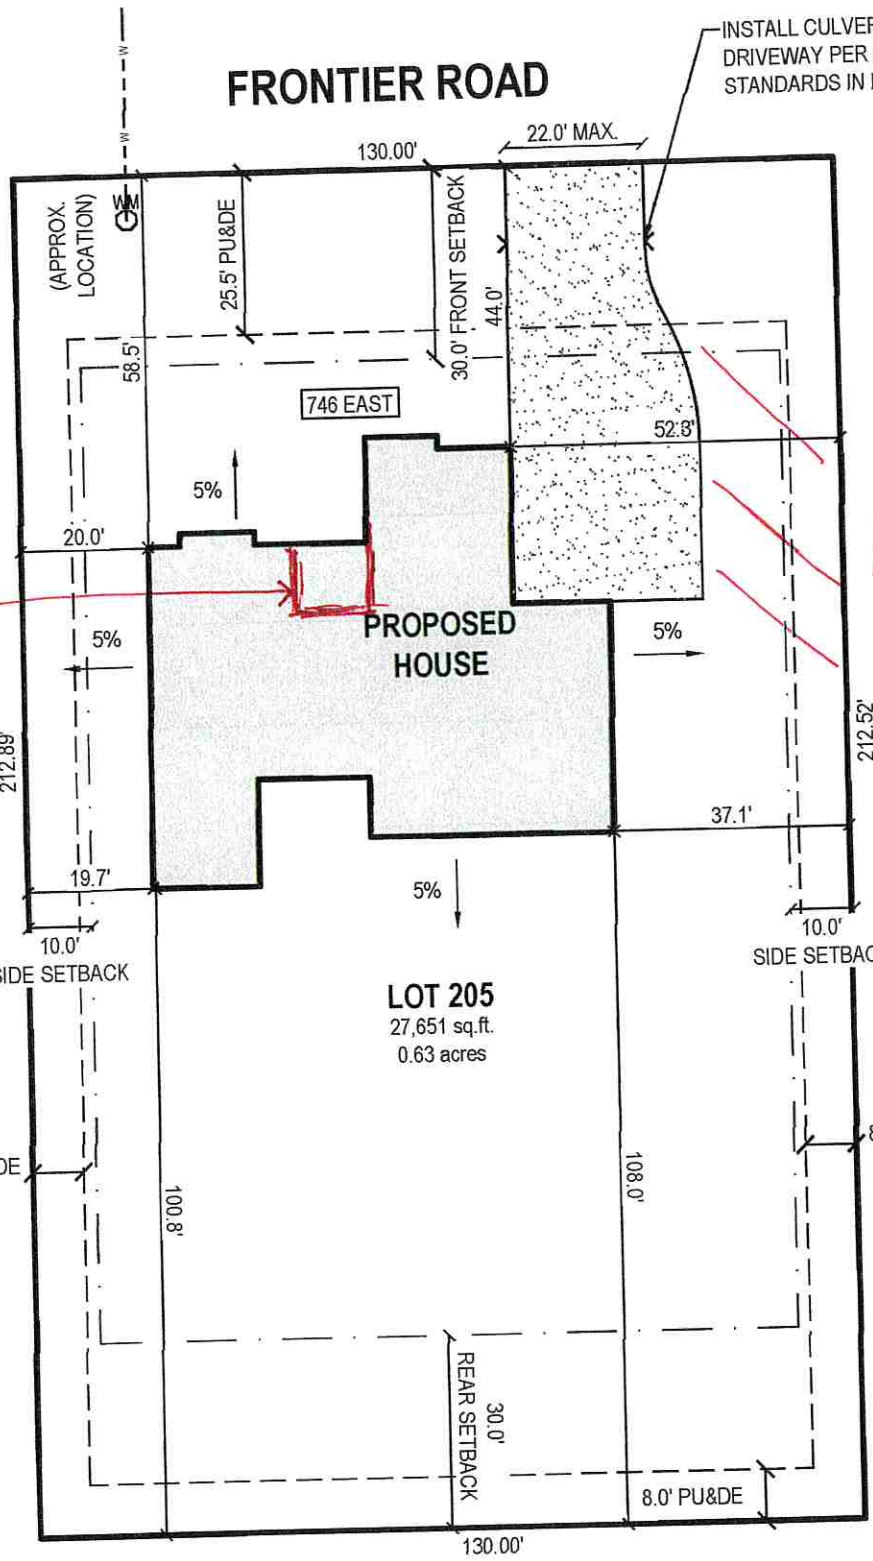 INSTALL CULVER
DRIVEWAY PER
STANDARDS IN
FRONTIER ROAD
W
W
22.0' MAX.
130.00'
WM
(APPROX.
LOCATION)
25.5' PU&DE
30.0' FRONT SETBACK
44.0'
58.5'
746 EAST
52.3'
5%
20.0'
PROPOSED
HOUSE
5%
5%
212.89'
212.52'
37.1'
19.7'
5%
10.0'
SIDE SETBACK
10.0'
SIDE SETBAC
LOT 205
27,651 sq.ft.
0.63 acres
DE
8
100.8'
108.0'
30.0'
REAR SETBACK
8.0' PU&DE
130.00'